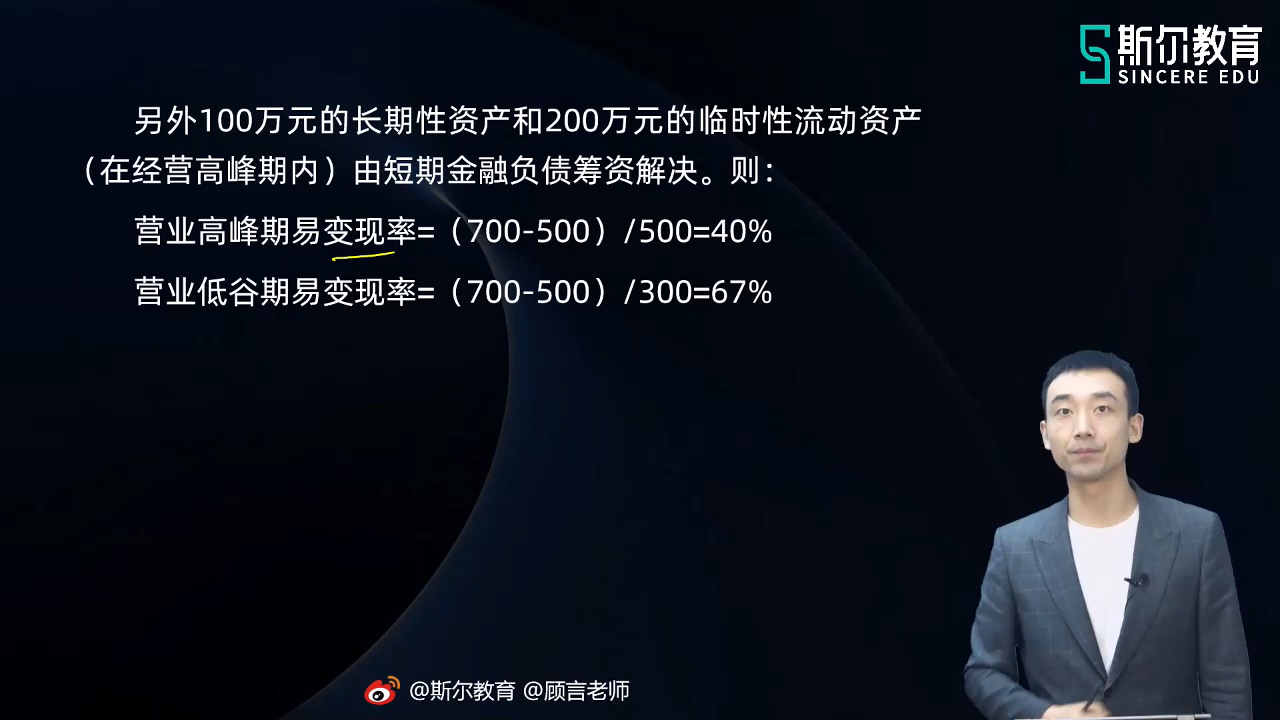 斯尔教育
SINCERE EDU
另外100万元的长期性资产和200万元的临时性流动资产
（在经营高峰期内）由短期金融负债筹资解决。则：
营业高峰期易变现率=（700-500）/500=40%
营业低谷期易变现率=（700-500）/300=67%
@斯尔教育 @顾言老师